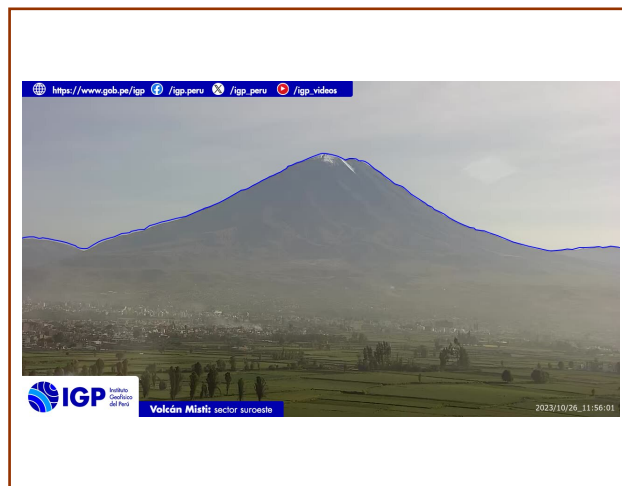 https://www.gob.pe/igp /igp.peru /igp_peru /igp_videos
IGP
Instituto
Geofísico
del Perú
Volcán Misti: sector suroeste
2023/10/26_11:56:01